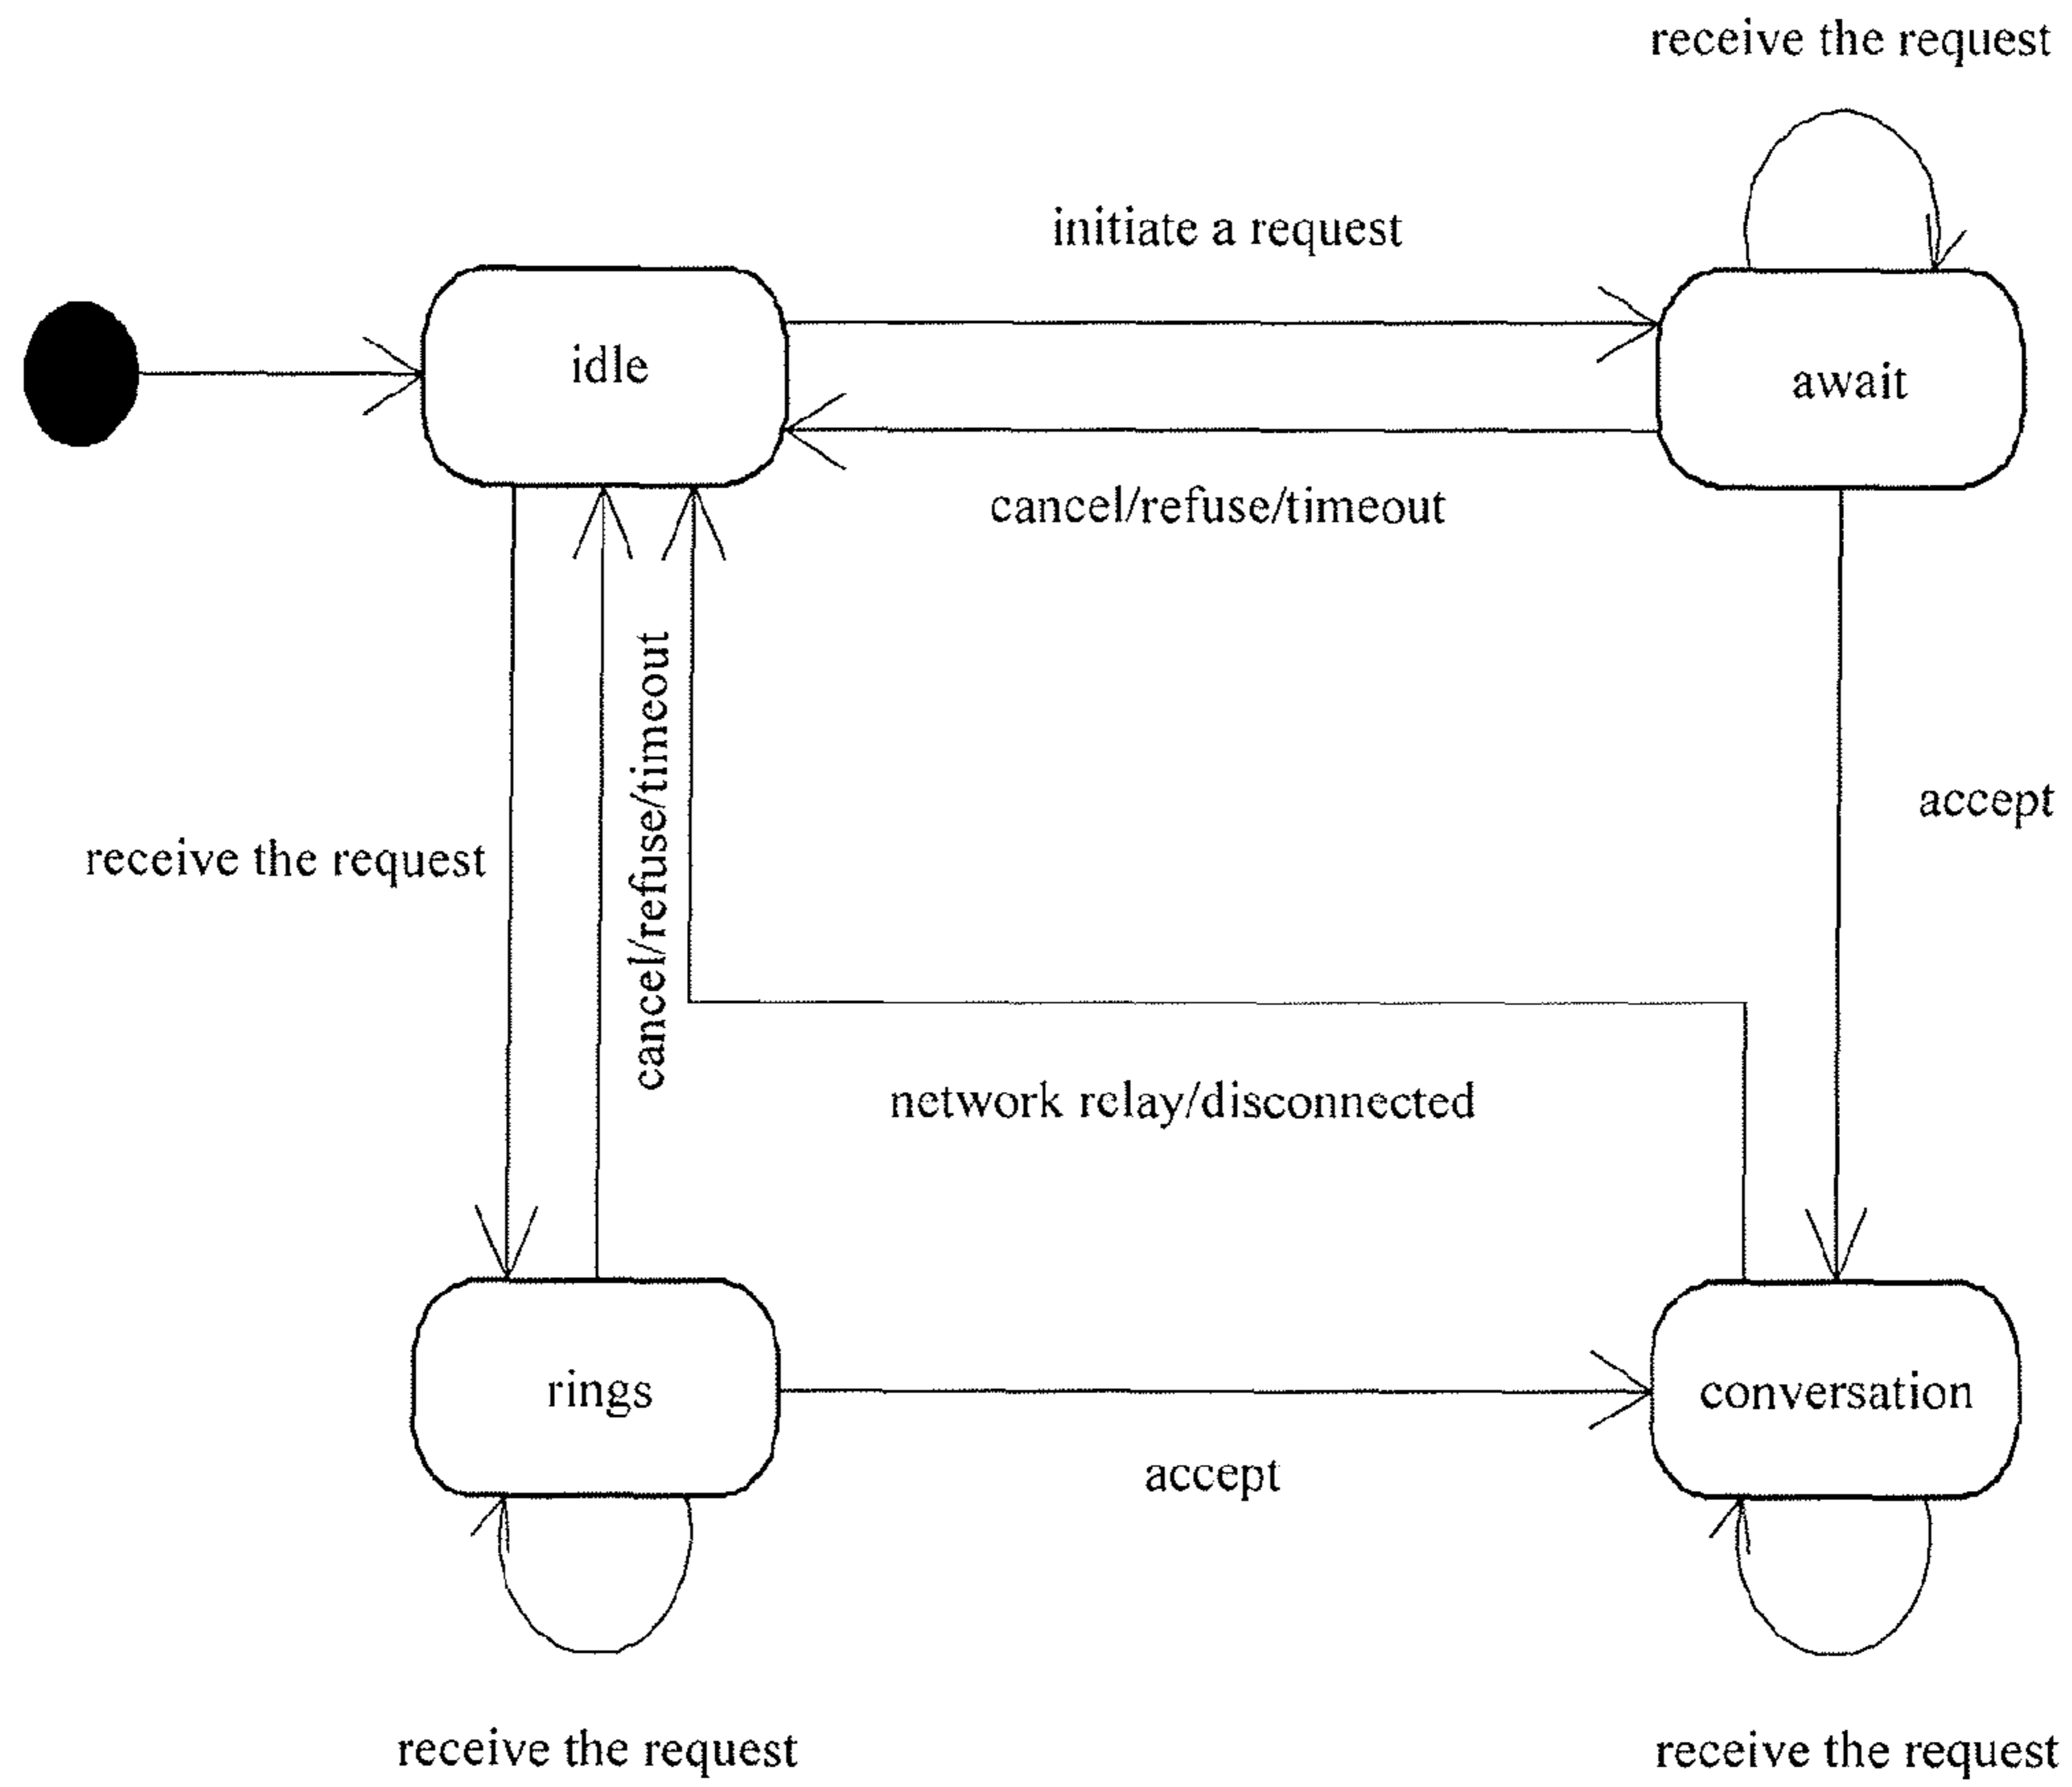 receive the request
initiate a request
idle
await
cancel/refuse/timeout
accept
receive the request
cancel/refuse/timeout
network relay/disconnected
rings
conversation
accept
receive the request
receive the request